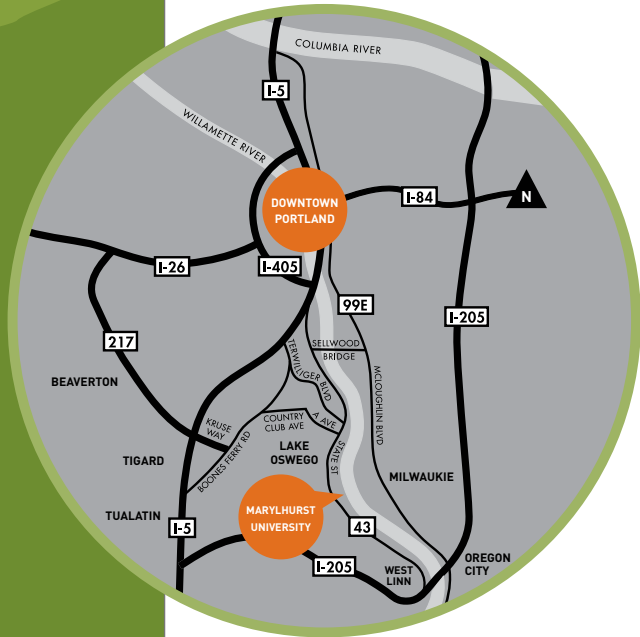 COLUMBIA RIVER
I-5
WILLAMETTE RIVER
DOWNTOWN
PORTLAND
I-84
N
I-26
I-405
99E
I-205
217
SELLWOOD
BRIDGE
TERWILLIGER BLVD
MCLOUGHLIN BLVD
BEAVERTON
KRUSE
WAY
COUNTRY
CLUB AVE
A AVE
BOONES FERRY RD
LAKE
OSWEGO
STATE ST
TIGARD
MILWAUKIE
TUALATIN
I-5
MARYLHURST
UNIVERSITY
43
I-205
WEST
LINN
OREGON
CITY